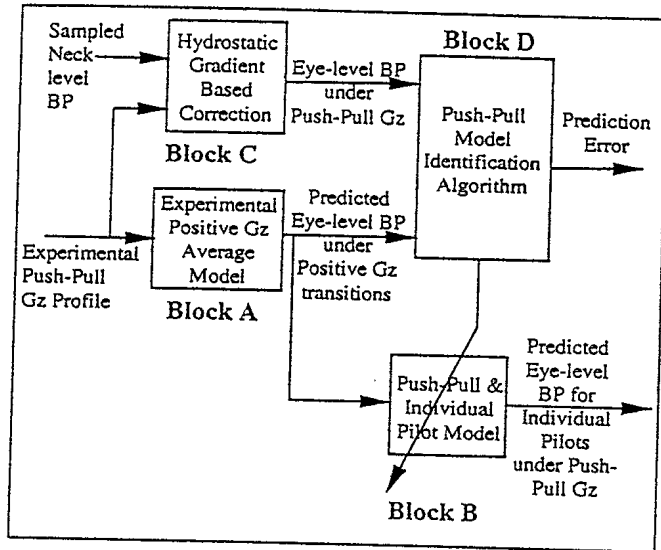 Sampled
Neck
level
BP
Hydrostatic
Gradient
Based
Correction
Block C
Eye-level BP
under
Push-Pull Gz
Block D
Push-Pull
Model
Identification
Algorithm
Prediction
Error
Experimental
Push-Pull
Gz Profile
Experimental
Positive Gz
Average
Model
Block A
Predicted
Eye-level BP
under
Positive Gz
transitions
Push-Pull &
Individual
Pilot Model
Block B
Predicted
Eye-level
BP for
Individual
Pilots
under Push-
Pull Gz